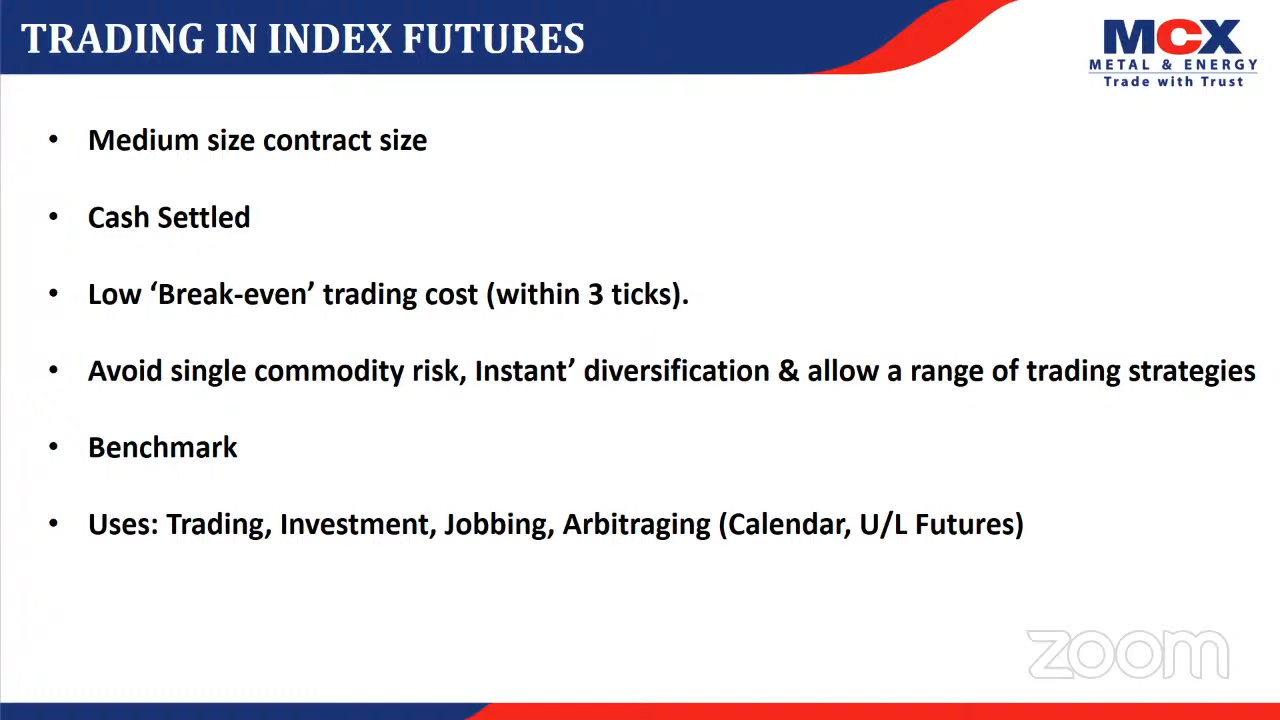 TRADING IN INDEX FUTURES
MCX
METAL & ENERGY
Trade with Trust
• Medium size contract size
• Cash Settled
• Low ‘Break-even’ trading cost (within 3 ticks).
• Avoid single commodity risk, Instant’ diversification & allow a range of trading strategies
• Benchmark
• Uses: Trading, Investment, Jobbing, Arbitraging (Calendar, U/L Futures)
zoom